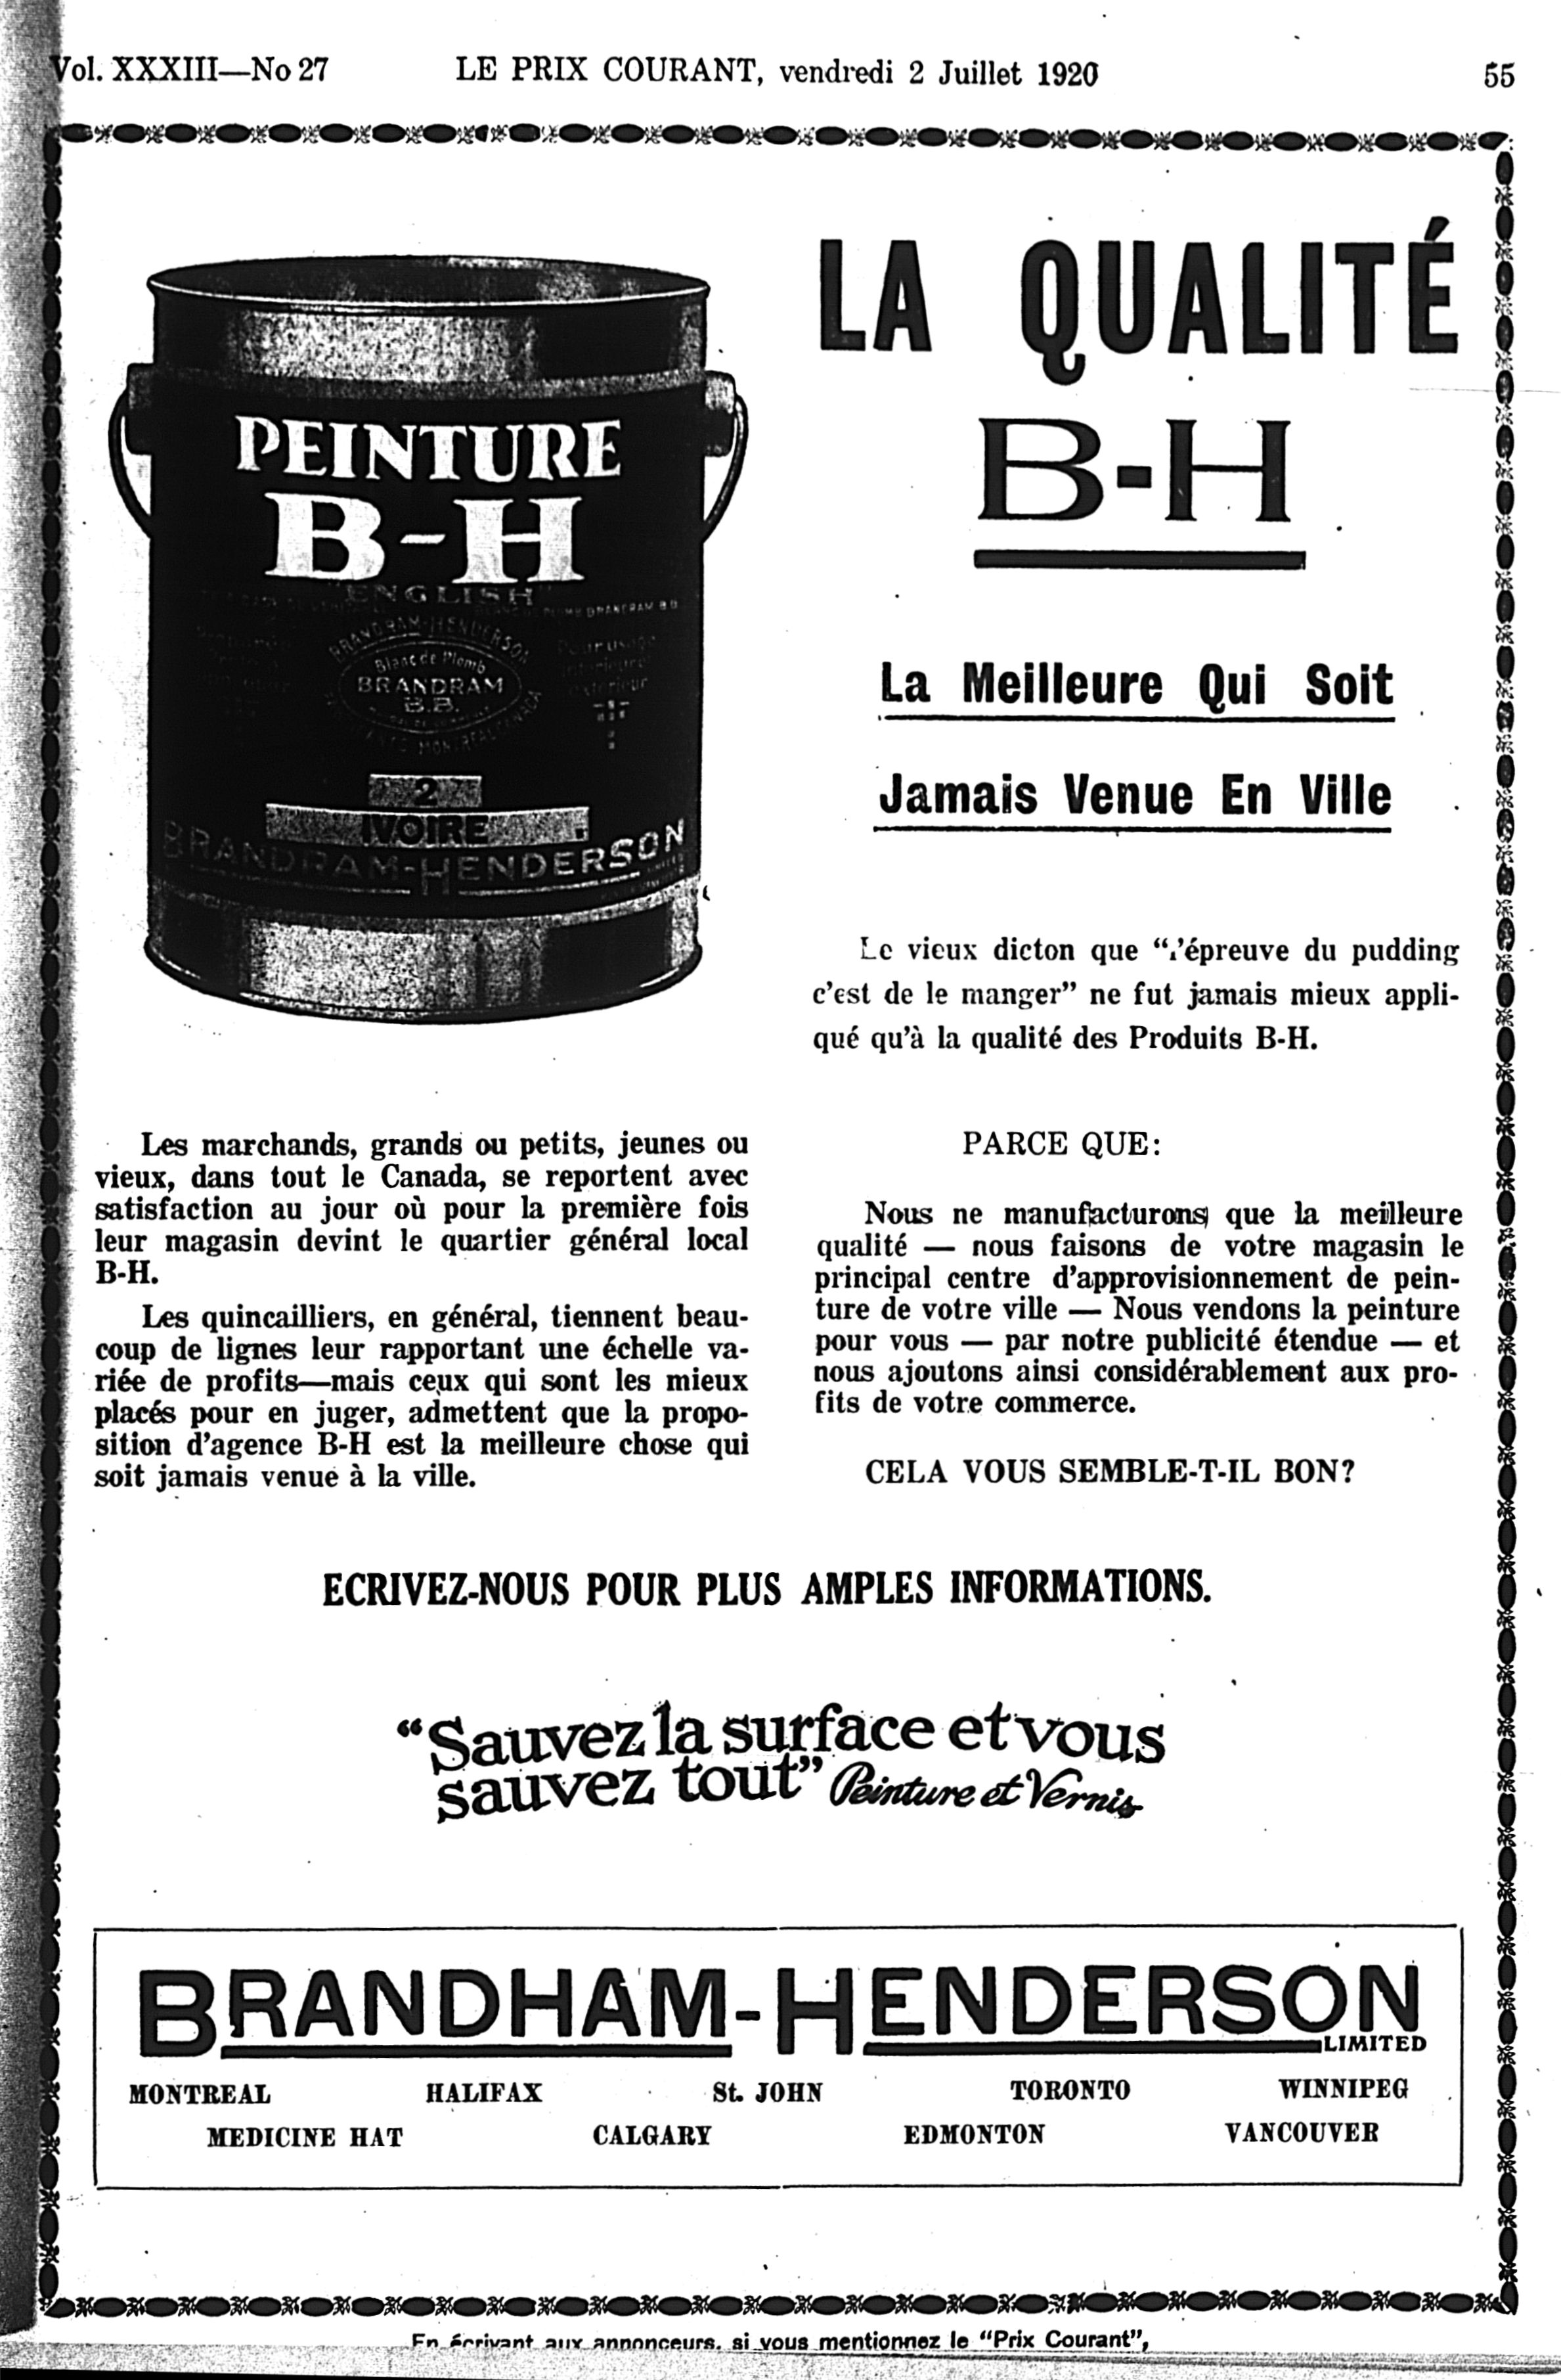 Vol. XXXIII—No 27 LE PRIX COURANT, vendredi 2 Juillet 1920 55
PEINTURE
B-H
"ENGLISH"
BRANDRAM-HENDERSON
Blanc de Plomb
BRANDRAM
B.B.
2
IVOIRE
BRANDRAM-HENDERSON
LA QUALITÉ
B-H
La Meilleure Qui Soit
Jamais Venue En Ville
Le vieux dicton que “l’épreuve du pudding
c’est de le manger” ne fut jamais mieux appli-
qué qu’à la qualité des Produits B-H.
Les marchands, grands ou petits, jeunes ou
vieux, dans tout le Canada, se reportent avec
satisfaction au jour où pour la première fois
leur magasin devint le quartier général local
B-H.
Les quincailliers, en général, tiennent beau-
coup de lignes leur rapportant une échelle va-
riée de profits—mais ceux qui sont les mieux
placés pour en juger, admettent que la propo-
sition d’agence B-H est la meilleure chose qui
soit jamais venue à la ville.
PARCE QUE:
Nous ne manufacturons que la meilleure
qualité — nous faisons de votre magasin le
principal centre d’approvisionnement de pein-
ture de votre ville — Nous vendons la peinture
pour vous — par notre publicité étendue — et
nous ajoutons ainsi considérablement aux pro-
fits de votre commerce.
CELA VOUS SEMBLE-T-IL BON?
ECRIVEZ-NOUS POUR PLUS AMPLES INFORMATIONS.
“Sauvez la surface et vous
sauvez tout” Peinture et Vernis
BRANDHAM-HENDERSON
LIMITED
MONTREAL HALIFAX St. JOHN TORONTO WINNIPEG
MEDICINE HAT CALGARY EDMONTON VANCOUVER
En écrivant aux annonceurs, si vous mentionnez le “Prix Courant”,